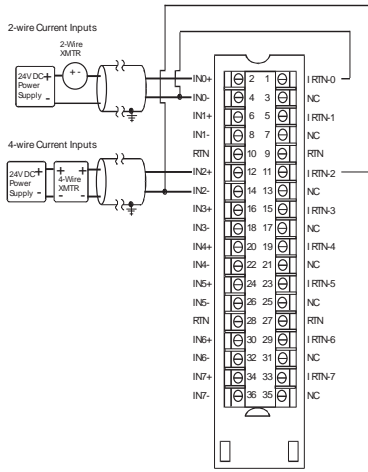 2-wire Current Inputs
2-Wire
XMTR
+ -
24V DC +
Power
Supply -
4-wire Current Inputs
24V DC + + +
Power 4-Wire
Supply XMTR
- - -
IN0+ 2 1 I RTN-0
IN0- 4 3 NC
IN1+ 6 5 I RTN-1
IN1- 8 7 NC
RTN 10 9 RTN
IN2+ 12 11 I RTN-2
IN2- 14 13 NC
IN3+ 16 15 I RTN-3
IN3- 18 17 NC
IN4+ 20 19 I RTN-4
IN4- 22 21 NC
IN5+ 24 23 I RTN-5
IN5- 26 25 NC
RTN 28 27 RTN
IN6+ 30 29 I RTN-6
IN6- 32 31 NC
IN7+ 34 33 I RTN-7
IN7- 36 35 NC